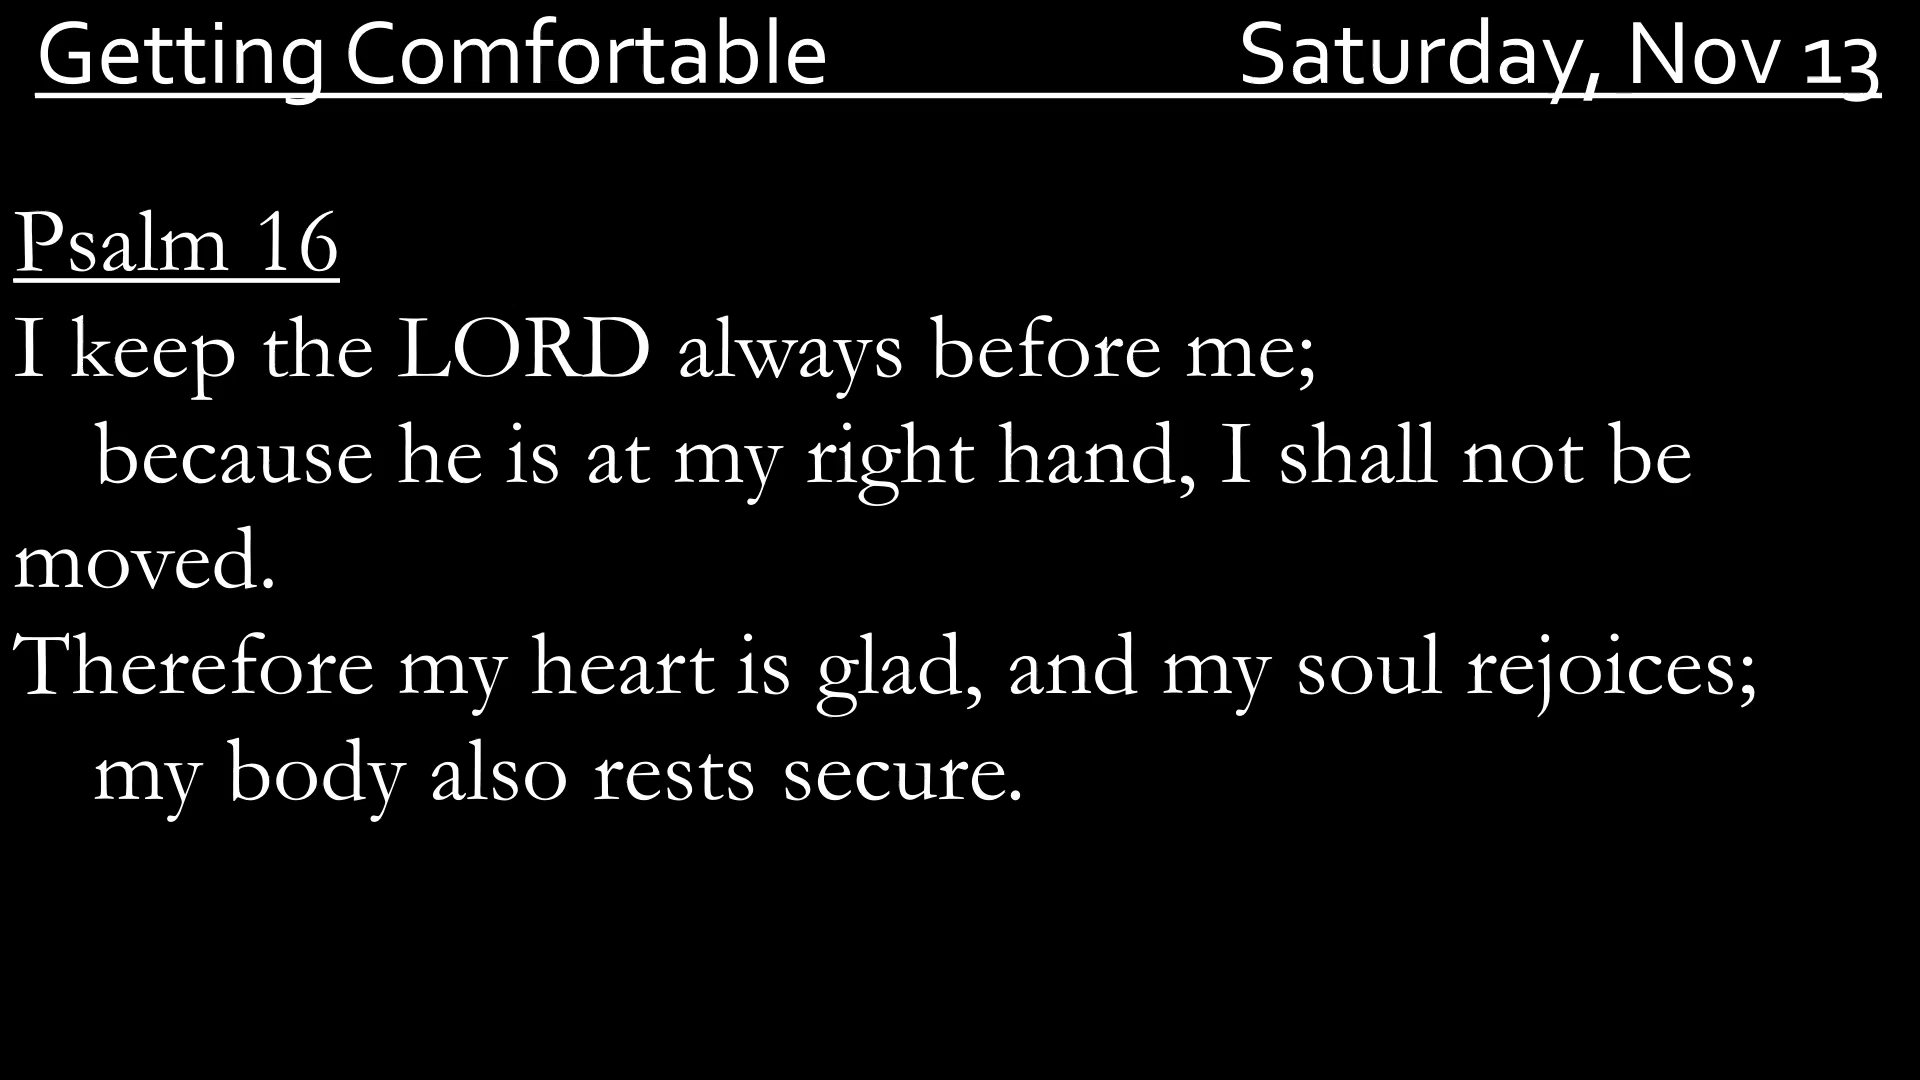 Getting Comfortable Saturday, Nov 13
Psalm 16
I keep the LORD always before me;
because he is at my right hand, I shall not be
moved.
Therefore my heart is glad, and my soul rejoices;
my body also rests secure.